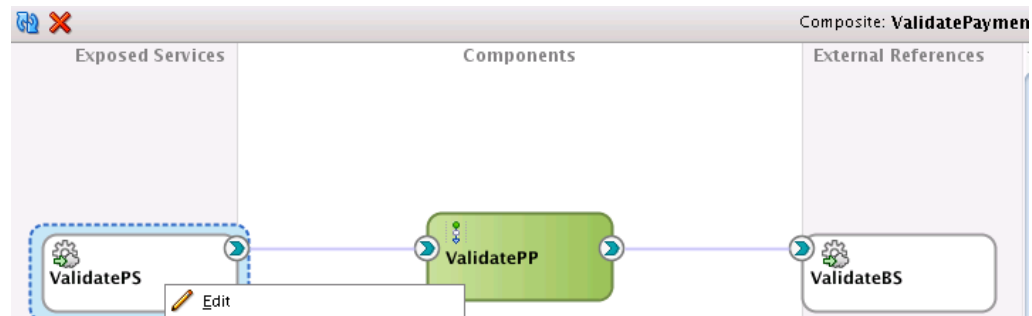 Composite: ValidatePaymen
Exposed Services
Components
External References
ValidatePS
ValidatePP
ValidateBS
Edit